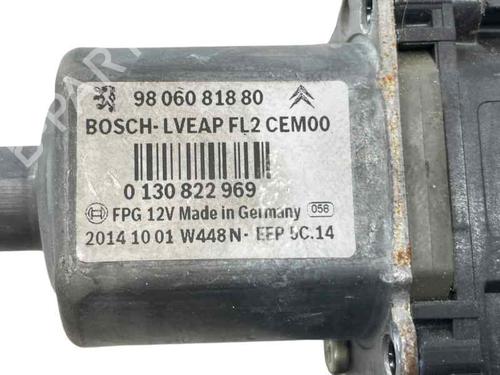 98 060 818 80
BOSCH- LVEAP FL2 CEM00
0 130 822 969
FPG 12V Made in Germany 056
2014 10 01 W448 N- EEP 5C.14